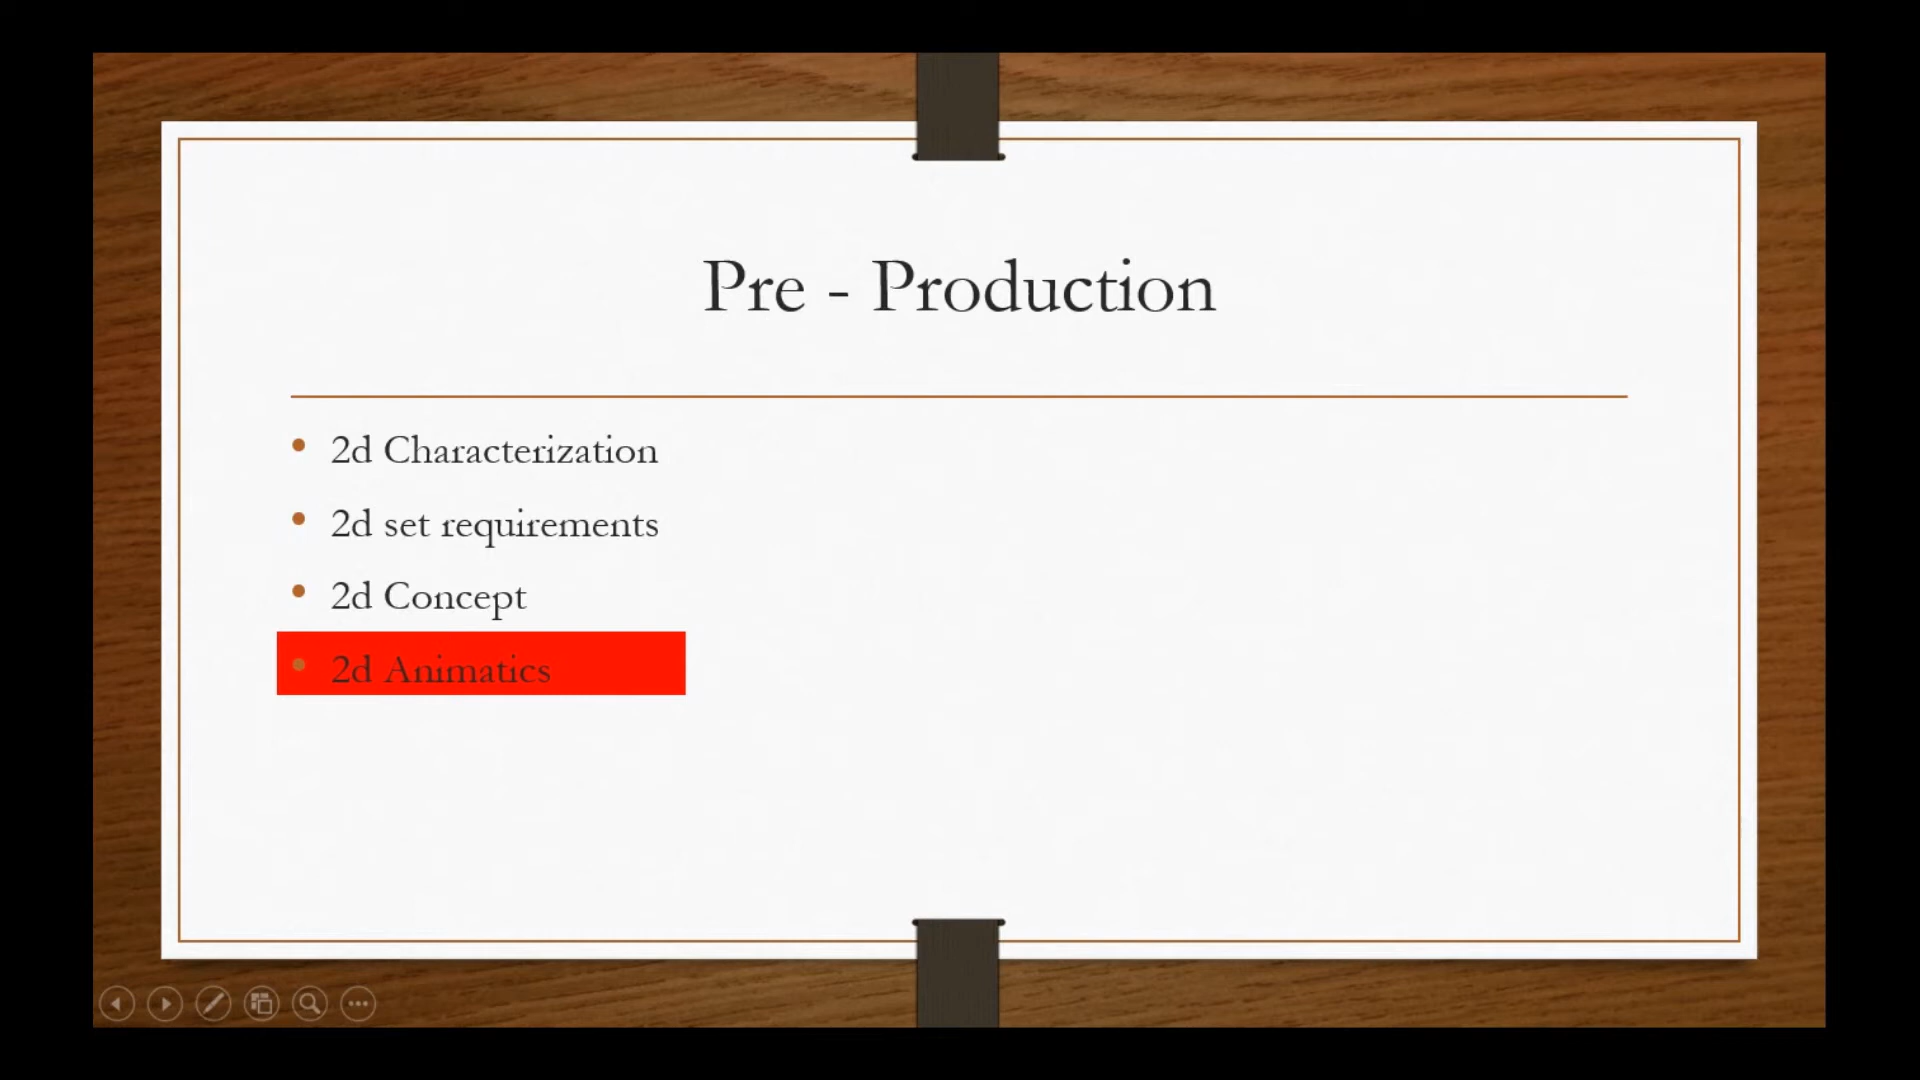 Pre - Production
2d Characterization
2d set requirements
2d Concept
2d Animatics